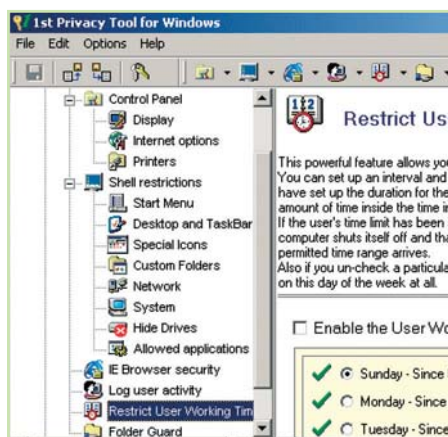 1st Privacy Tool for Windows
File Edit Options Help
Control Panel
Display
Internet options
Printers
Shell restrictions
Start Menu
Desktop and TaskBar
Special Icons
Custom Folders
Network
System
Hide Drives
Allowed applications
IE Browser security
Log user activity
Restrict User Working Tim
Folder Guard
Restrict Us
This powerful feature allows you
You can set up an interval and
have set up the duration for the
amount of time inside the time in
If the user's time limit has been
computer shuts itself off and tha
permitted time range arrives.
Also if you un-check a particula
on this day of the week at all.
Enable the User Wo
Sunday - Since
Monday - Since
Tuesday - Since